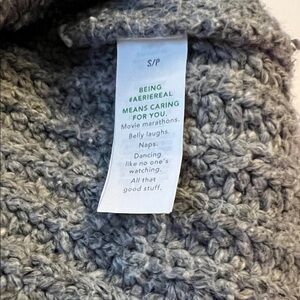 S/P
BEING
#AERIEREAL
MEANS CARING
FOR YOU.
Movie marathons.
Belly laughs.
Naps.
Dancing
like no one's
watching.
All that
good stuff.